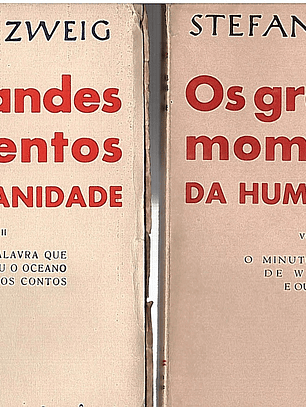 ZWEIG
andes
entos
ANIDADE
II
ALAVRA QUE
U O OCEANO
OS CONTOS
STEFAN
Os gr
mom
DA HUM
V
O MINUT
DE W
E OU